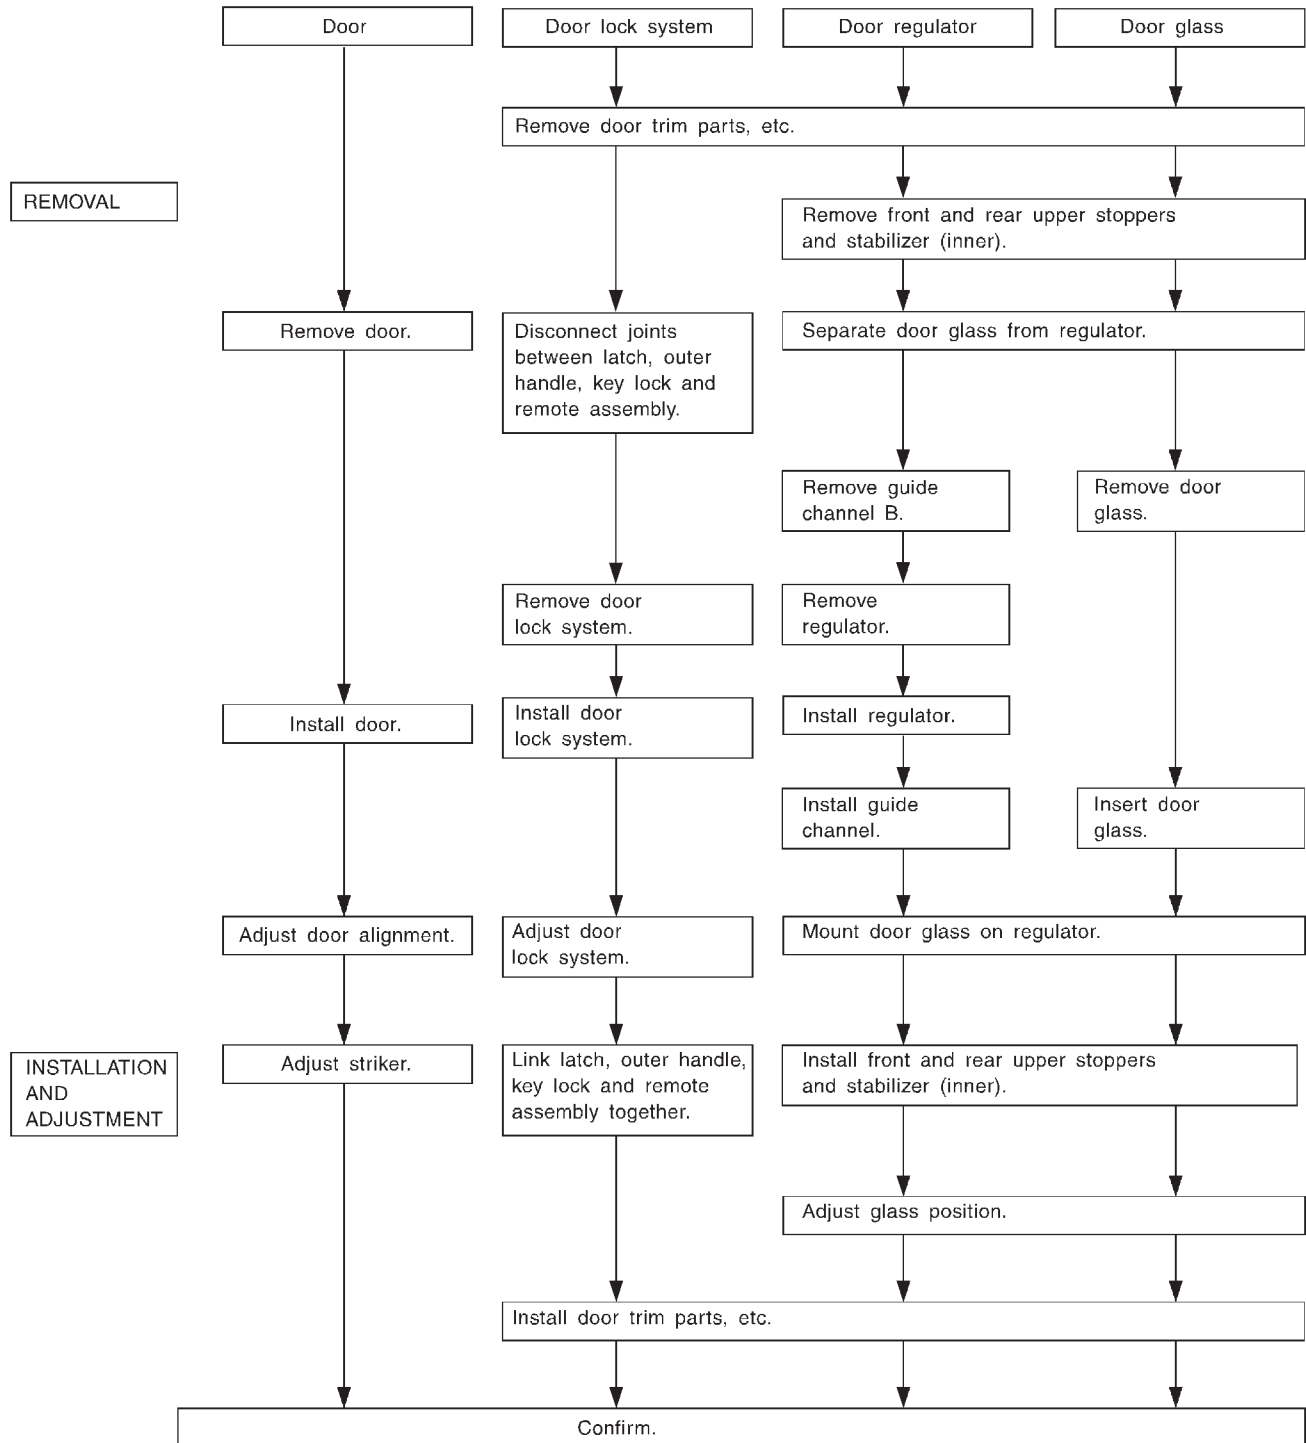 Door
Door lock system
Door regulator
Door glass
Remove door trim parts, etc.
REMOVAL
Remove front and rear upper stoppers
and stabilizer (inner).
Remove door.
Disconnect joints
between latch, outer
handle, key lock and
remote assembly.
Separate door glass from regulator.
Remove guide
channel B.
Remove door
glass.
Remove door
lock system.
Remove
regulator.
Install door.
Install door
lock system.
Install regulator.
Install guide
channel.
Insert door
glass.
Adjust door alignment.
Adjust door
lock system.
Mount door glass on regulator.
INSTALLATION
AND
ADJUSTMENT
Adjust striker.
Link latch, outer handle,
key lock and remote
assembly together.
Install front and rear upper stoppers
and stabilizer (inner).
Adjust glass position.
Install door trim parts, etc.
Confirm.